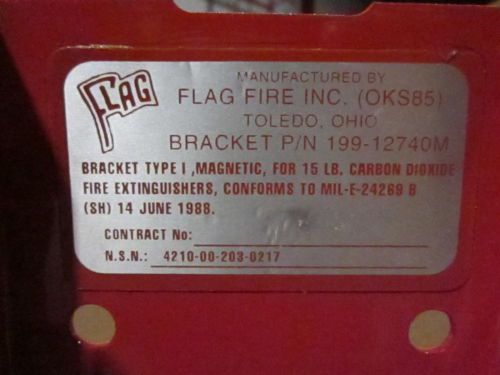 FLAG
MANUFACTURED BY
FLAG FIRE INC. (OKS85)
TOLEDO, OHIO
BRACKET P/N 199-12740M
BRACKET TYPE I ,MAGNETIC, FOR 15 LB. CARBON DIOXIDE
FIRE EXTINGUISHERS, CONFORMS TO MIL-E-24269 B
(SH) 14 JUNE 1988.
CONTRACT No:
N.S.N.: 4210-00-203-0217